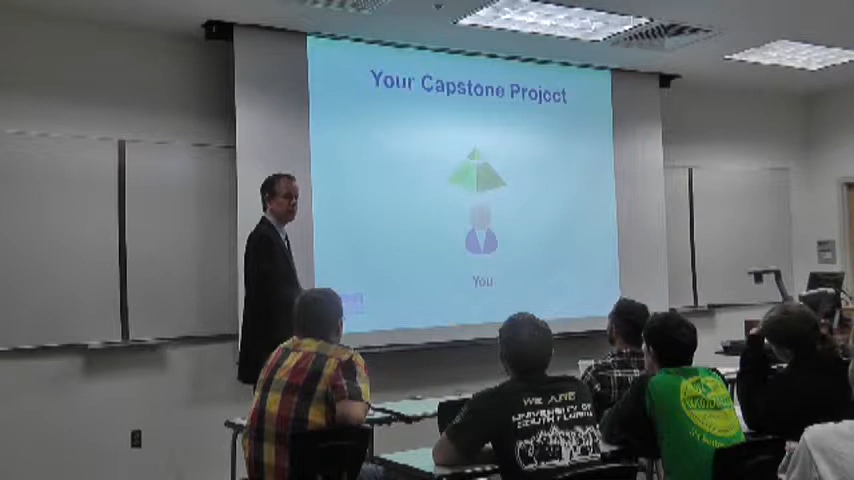 Your Capstone Project
You
WE ARE
UNIVERSITY OF
SOUTH FLORIDA